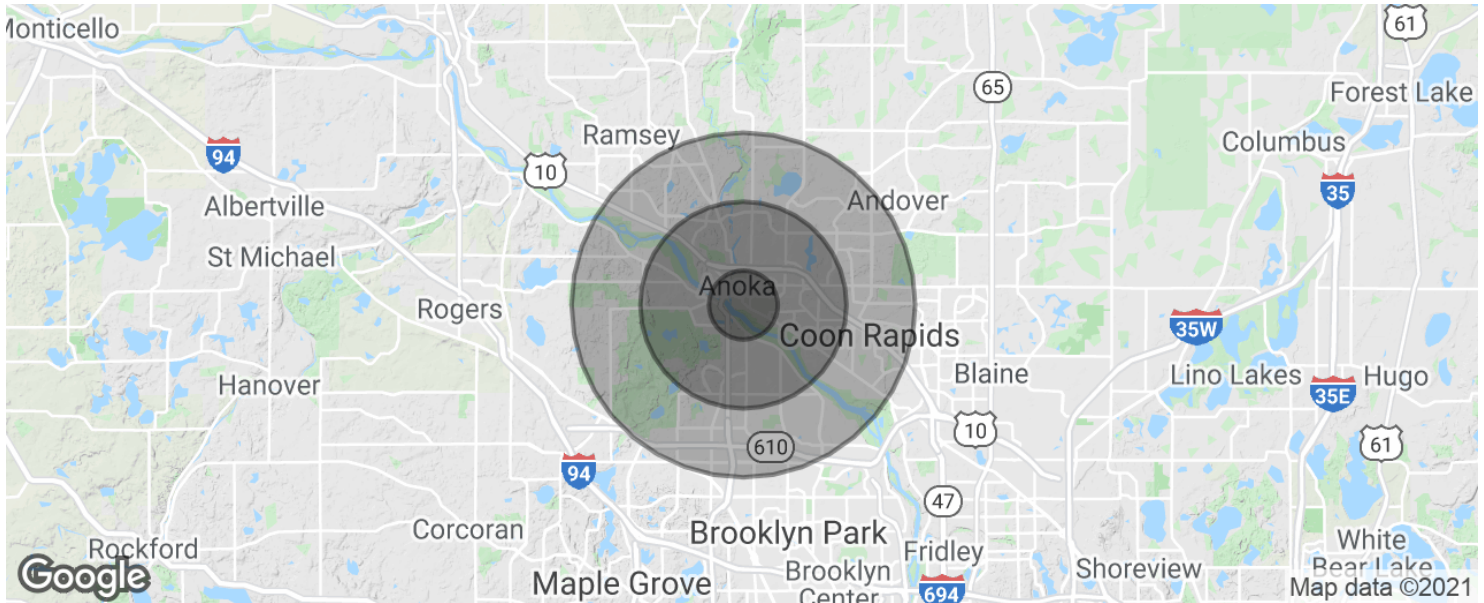 Monticello
61
65
Forest Lake
Ramsey
Columbus
94
10
35
Albertville
Andover
St Michael
Anoka
Rogers
35W
Coon Rapids
Hanover
Blaine
Lino Lakes
Hugo
35E
10
61
610
94
47
Corcoran
Brooklyn Park
Rockford
Fridley
White
Bear Lake
Shoreview
Brooklyn
Center
Maple Grove
694
Google
Map data ©2021